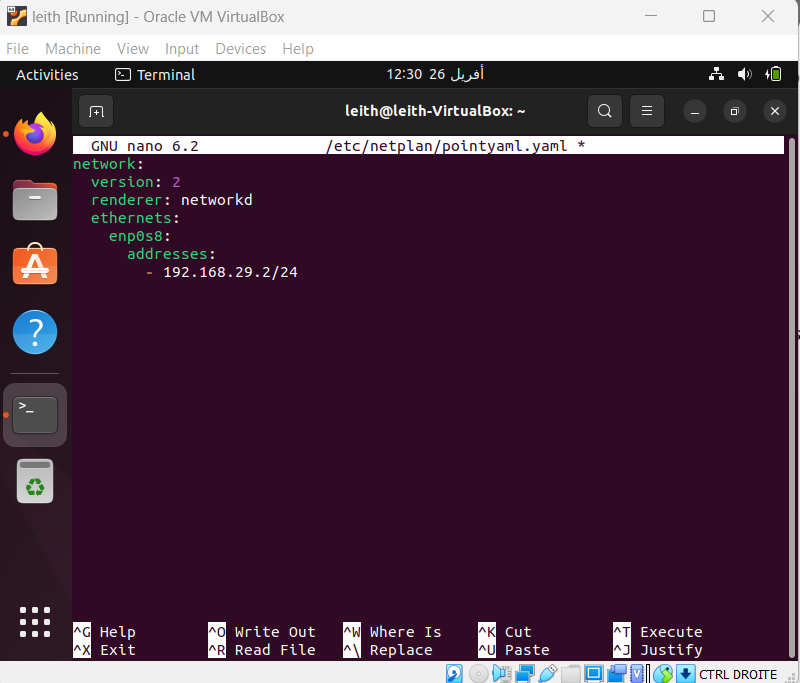 leith [Running] - Oracle VM VirtualBox
File Machine View Input Devices Help
Activities Terminal 12:30 26 أفريل
leith@leith-VirtualBox: ~
GNU nano 6.2 /etc/netplan/pointyaml.yaml *
network:
  version: 2
  renderer: networkd
  ethernets:
    enp0s8:
      addresses:
        - 192.168.29.2/24
^G Help ^O Write Out ^W Where Is ^K Cut ^T Execute
^X Exit ^R Read File ^\ Replace ^U Paste ^J Justify
CTRL DROITE